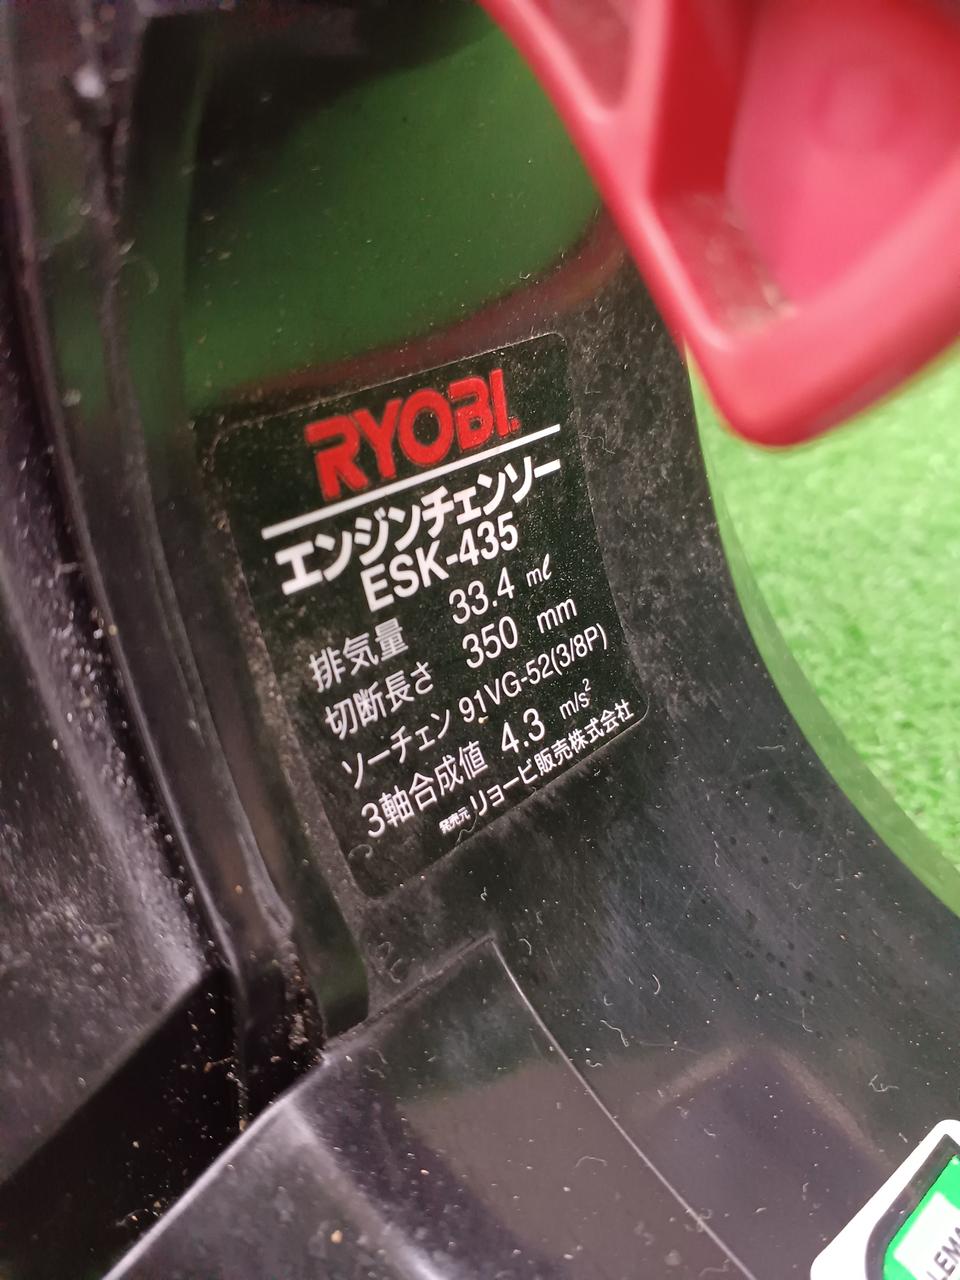 RYOBI
エンジンチェンソー
ESK-435
排気量 33.4 mℓ
切断長さ 350 mm
ソーチェン 91VG-52(3/8P)
3軸合成値 4.3 m/s²
発売元 リョービ販売株式会社